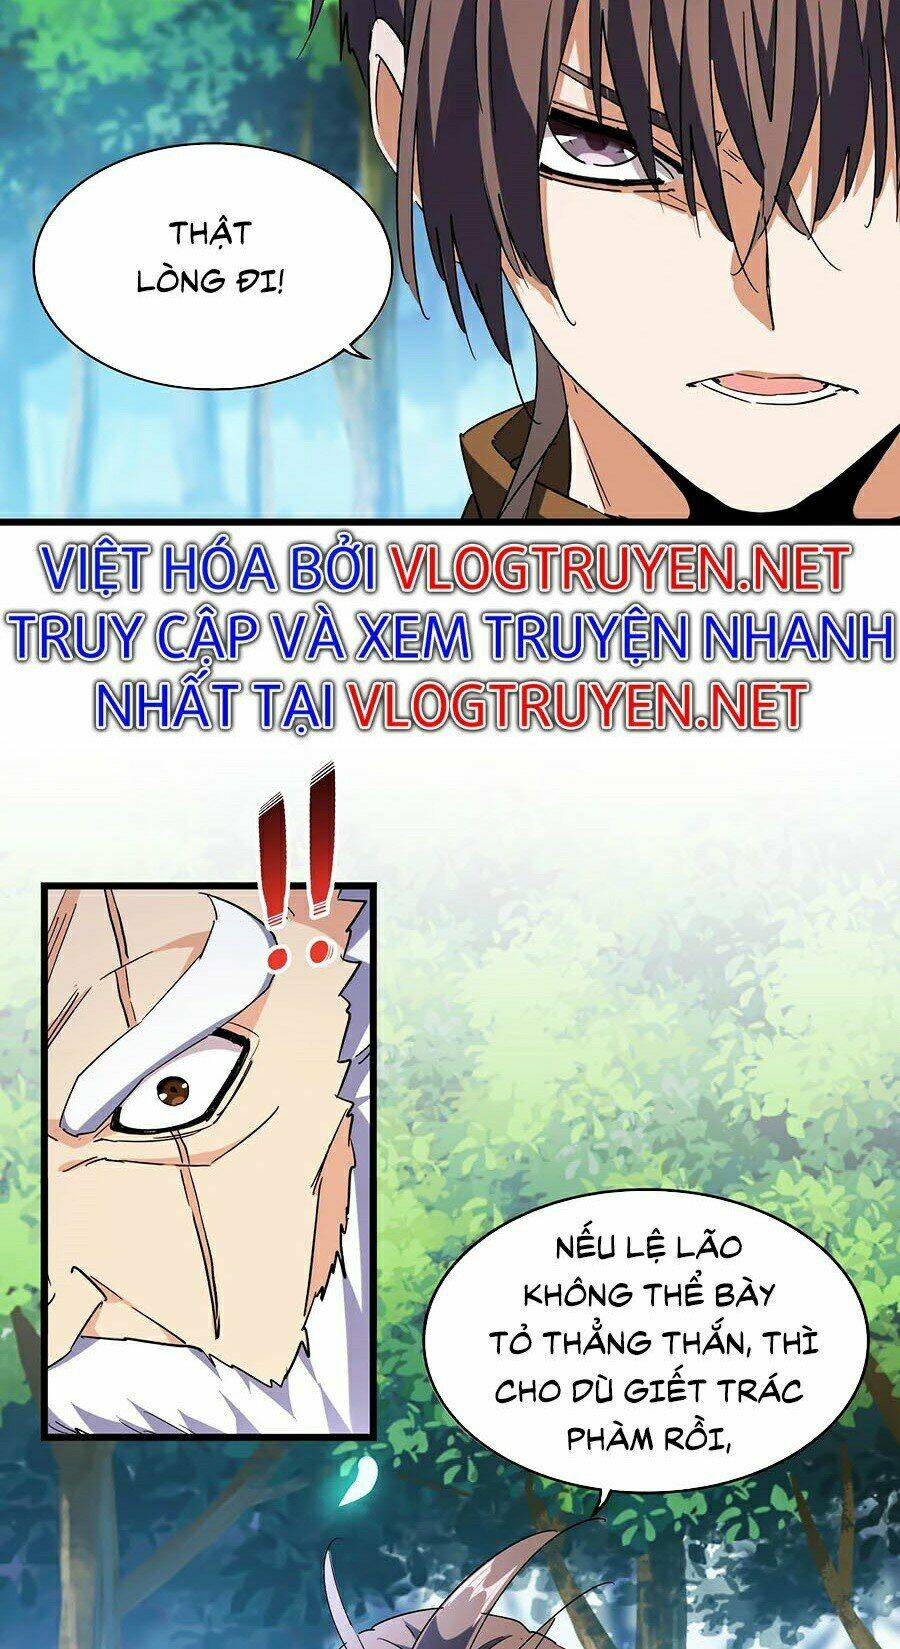 THẬT
LÒNG ĐI!
VIỆT HÓA BỞI VLOGTRUYEN.NET
TRUY CẬP VÀ XEM TRUYỆN NHANH
NHẤT TẠI VLOGTRUYEN.NET
!!
NẾU LỆ LÃO
KHÔNG THỂ BÀY
TỎ THẲNG THẮN, THÌ
CHO DÙ GIẾT TRÁC
PHÀM RỒI,